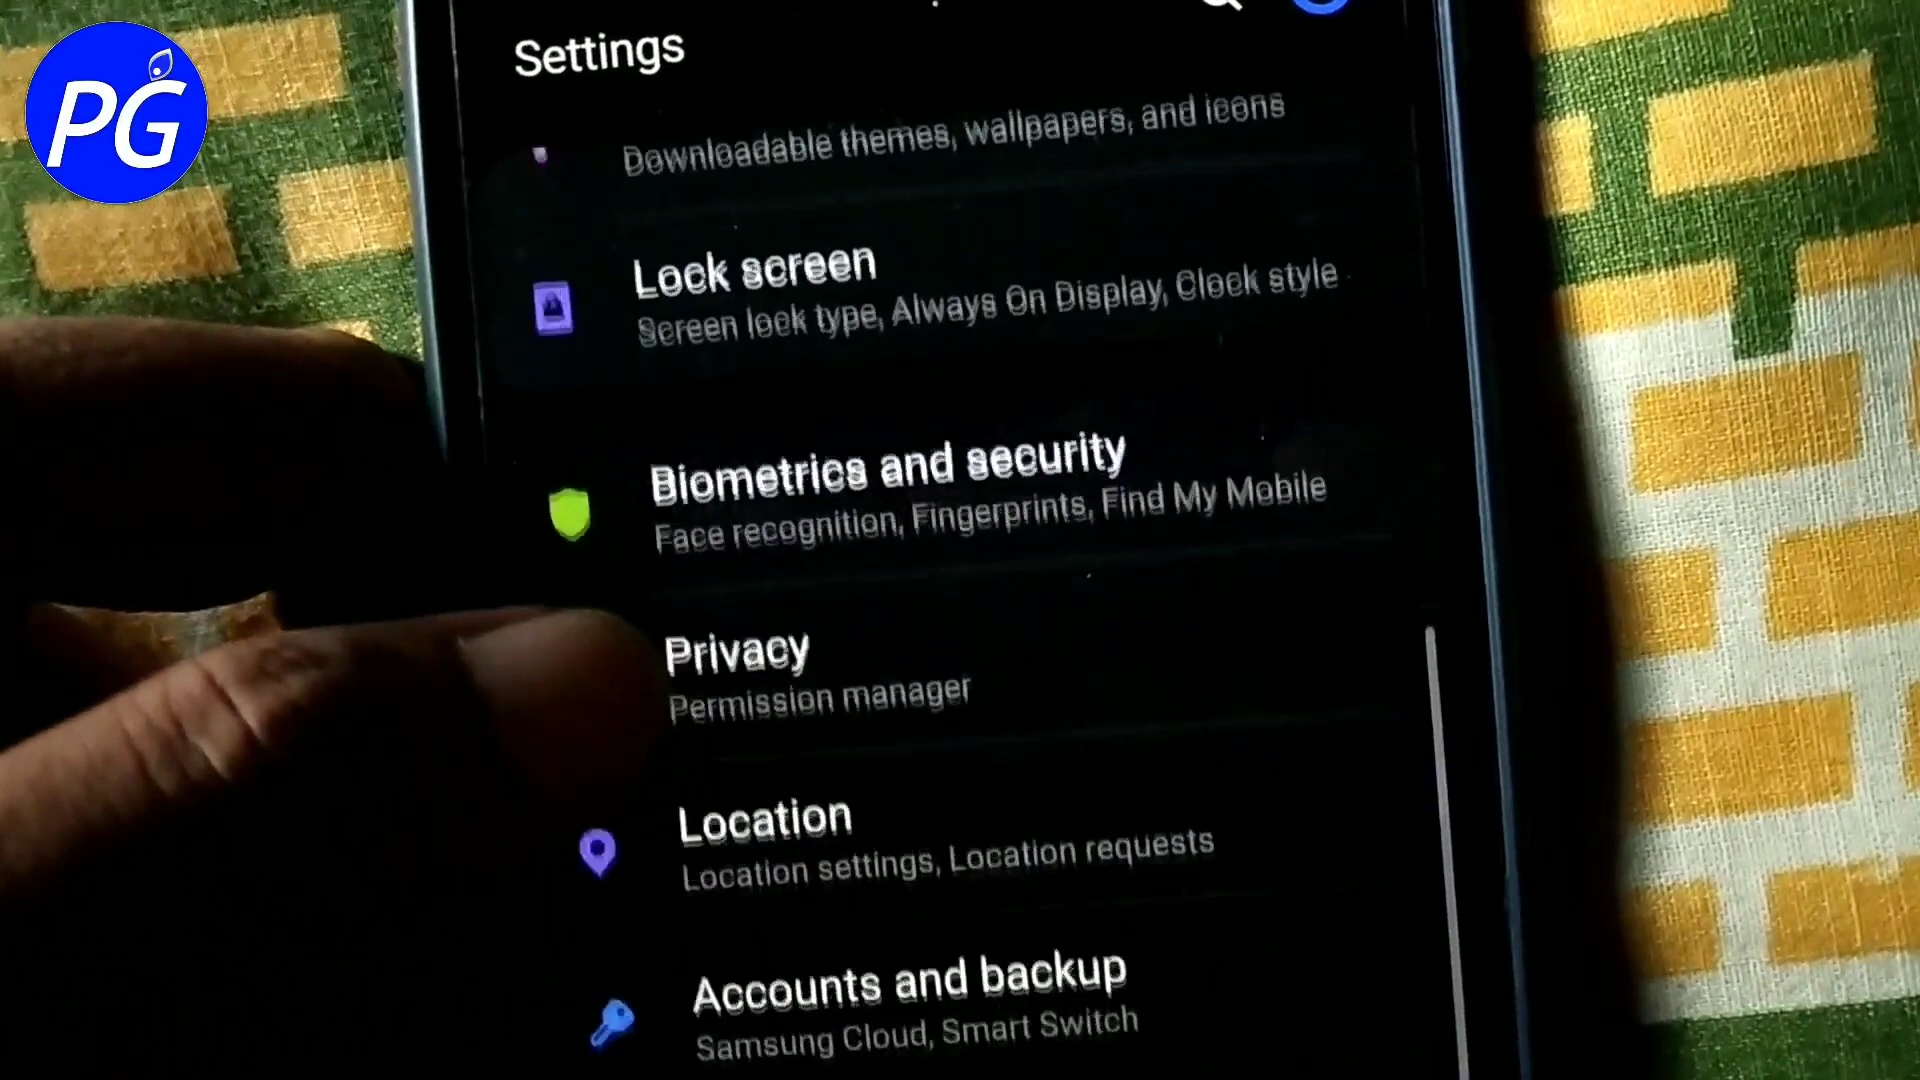 PG
Settings
Downloadable themes, wallpapers, and icons
Lock screen
Screen lock type, Always On Display, Clock style
Biometrics and security
Face recognition, Fingerprints, Find My Mobile
Privacy
Permission manager
Location
Location settings, Location requests
Accounts and backup
Samsung Cloud, Smart Switch